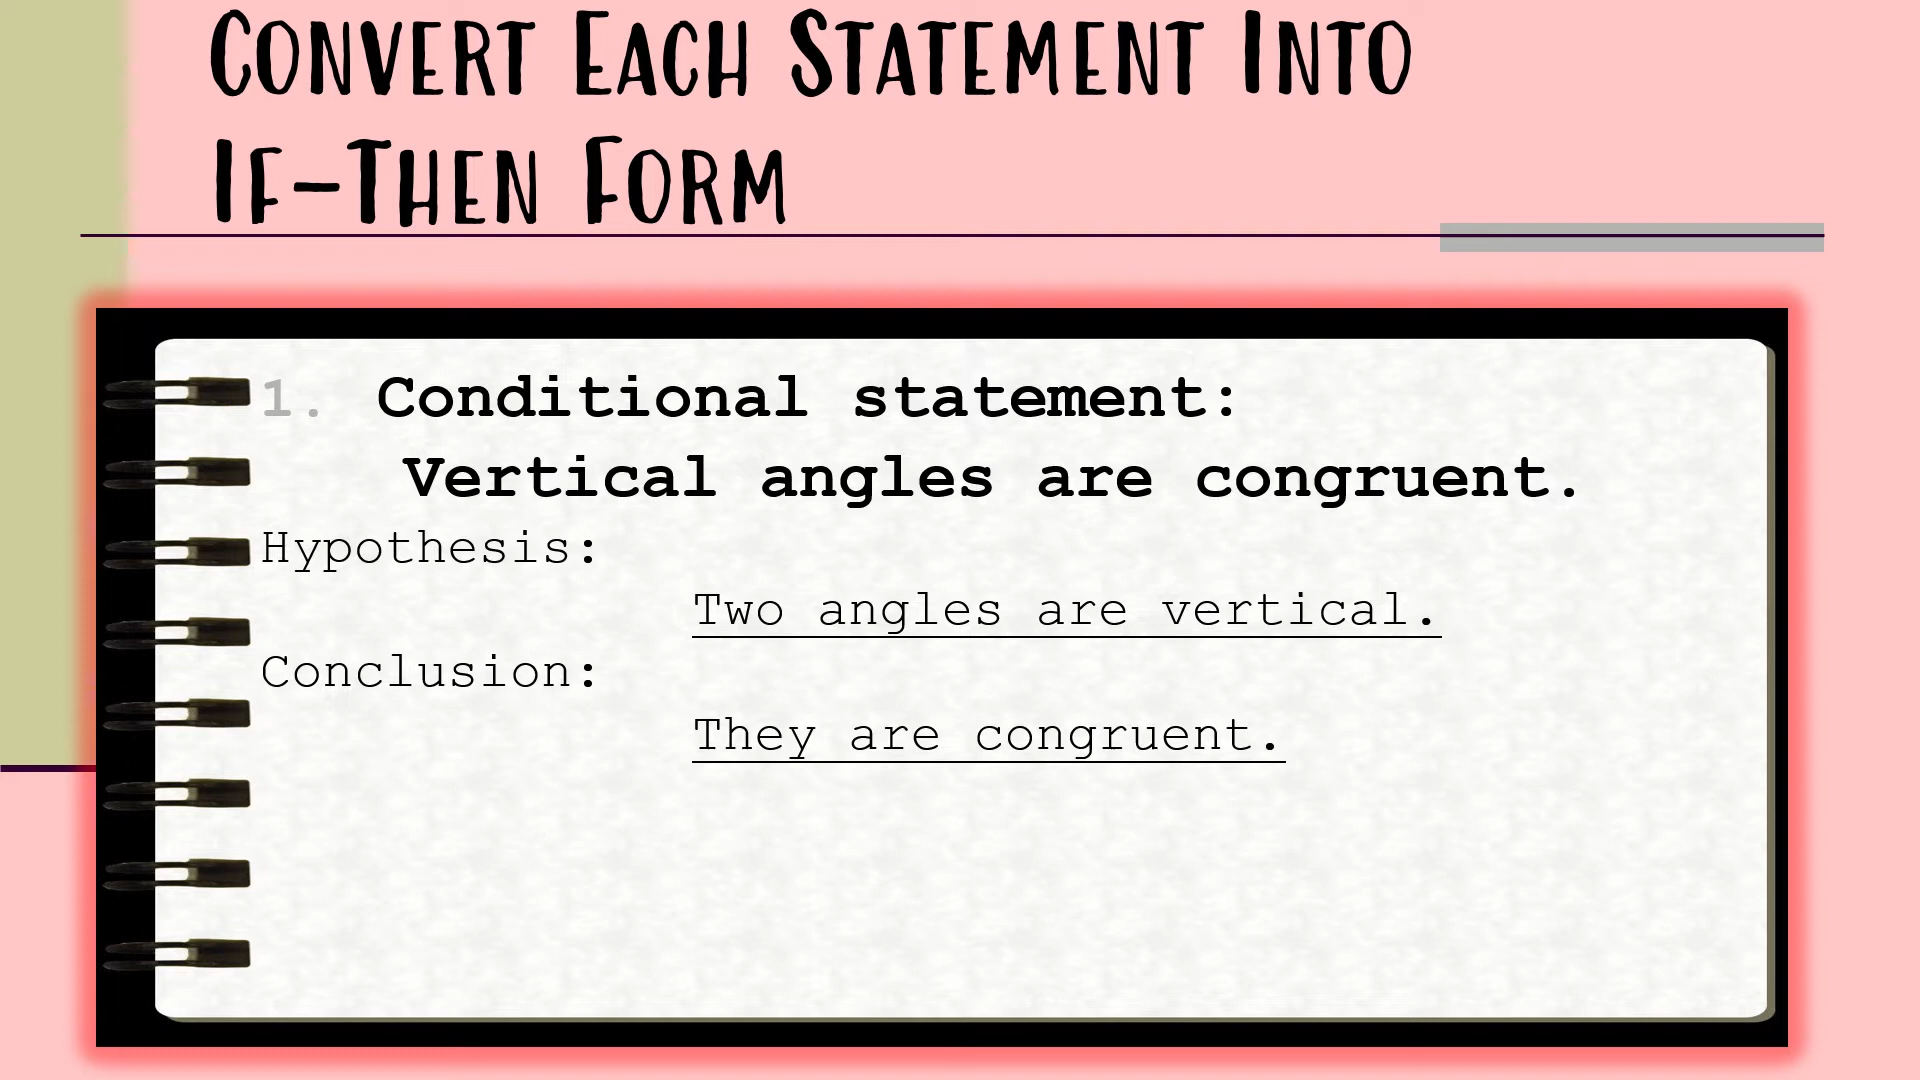 Convert Each Statement Into
If-Then Form
1. Conditional statement:
Vertical angles are congruent.
Hypothesis:
Two angles are vertical.
Conclusion:
They are congruent.